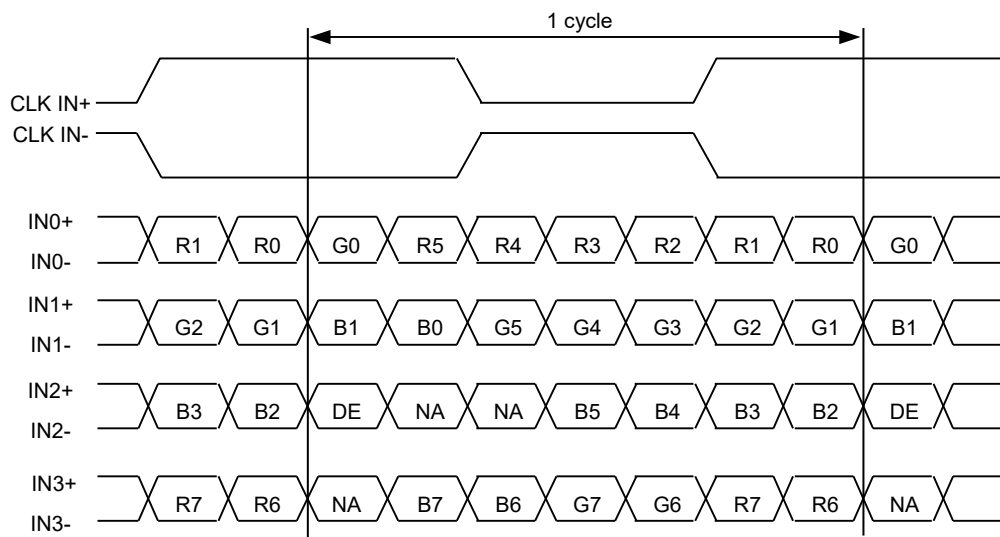 1 cycle
CLK IN+
CLK IN-
IN0+
R1 R0 G0 R5 R4 R3 R2 R1 R0 G0
IN0-
IN1+
G2 G1 B1 B0 G5 G4 G3 G2 G1 B1
IN1-
IN2+
B3 B2 DE NA NA B5 B4 B3 B2 DE
IN2-
IN3+
R7 R6 NA B7 B6 G7 G6 R7 R6 NA
IN3-